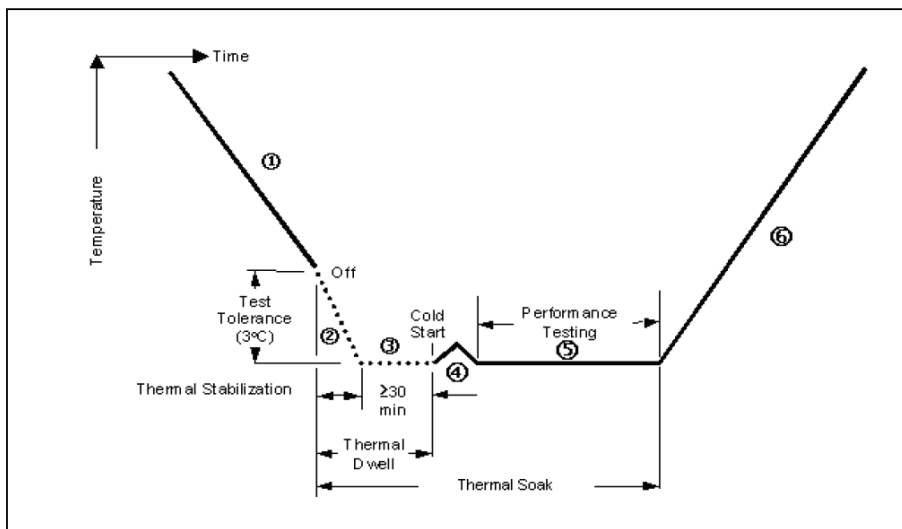 Time
Temperature
①
Off
Test
Tolerance
(3ºC)
②
③
Cold
Start
④
Performance
Testing
⑤
⑥
Thermal Stabilization
≥30
min
Thermal
Dwell
Thermal Soak